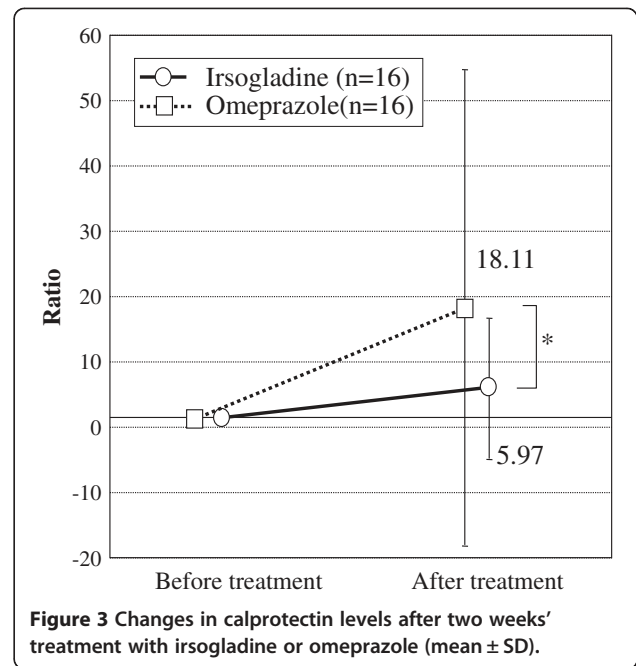 60
50
40
30
20
10
0
-10
-20
Ratio
Irsogladine (n=16)
Omeprazole(n=16)
18.11
*
5.97
Before treatment After treatment
Figure 3 Changes in calprotectin levels after two weeks'
treatment with irsogladine or omeprazole (mean ± SD).